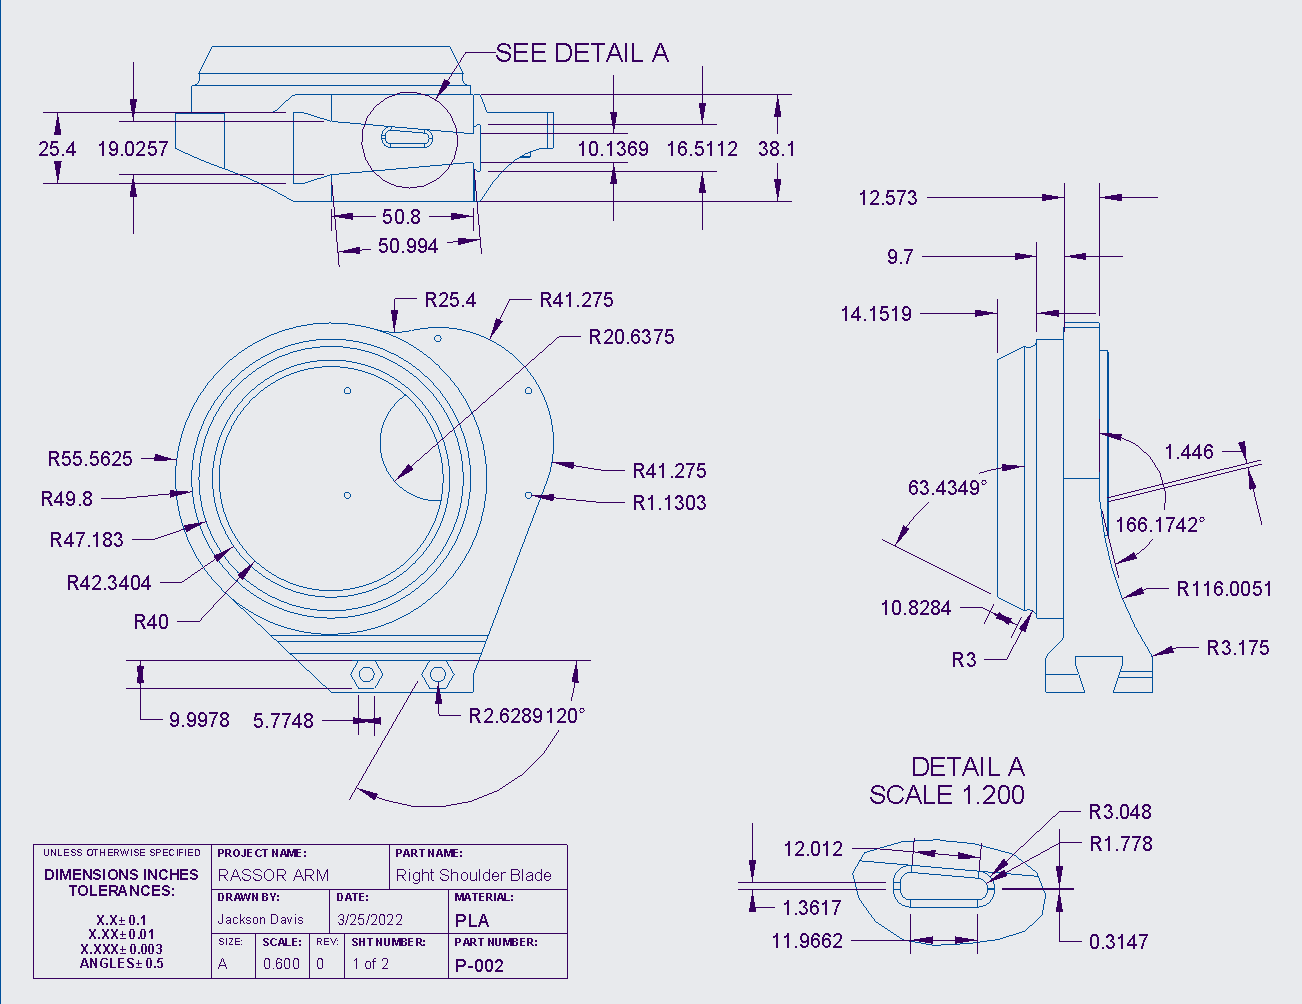 SEE DETAIL A
25.4
19.0257
10.1369
16.5112
38.1
50.8
50.994
12.573
9.7
14.1519
R25.4
R41.275
R20.6375
R55.5625
R49.8
R47.183
R42.3404
R40
R41.275
R1.1303
1.446
63.4349°
166.1742°
R116.0051
10.8284
R3
R3.175
9.9978
5.7748
R2.6289
120°
DETAIL A
SCALE 1.200
R3.048
R1.778
12.012
1.3617
11.9662
0.3147
UNLESS OTHERWISE SPECIFIED
DIMENSIONS INCHES
TOLERANCES:
X.X± 0.1
X.XX± 0.01
X.XXX± 0.003
ANGLES± 0.5
PROJECT NAME:
RASSOR ARM
PART NAME:
Right Shoulder Blade
DRAWN BY:
Jackson Davis
DATE:
3/25/2022
MATERIAL:
PLA
SIZE:
A
SCALE:
0.600
REV:
0
SHT NUMBER:
1 of 2
PART NUMBER:
P-002